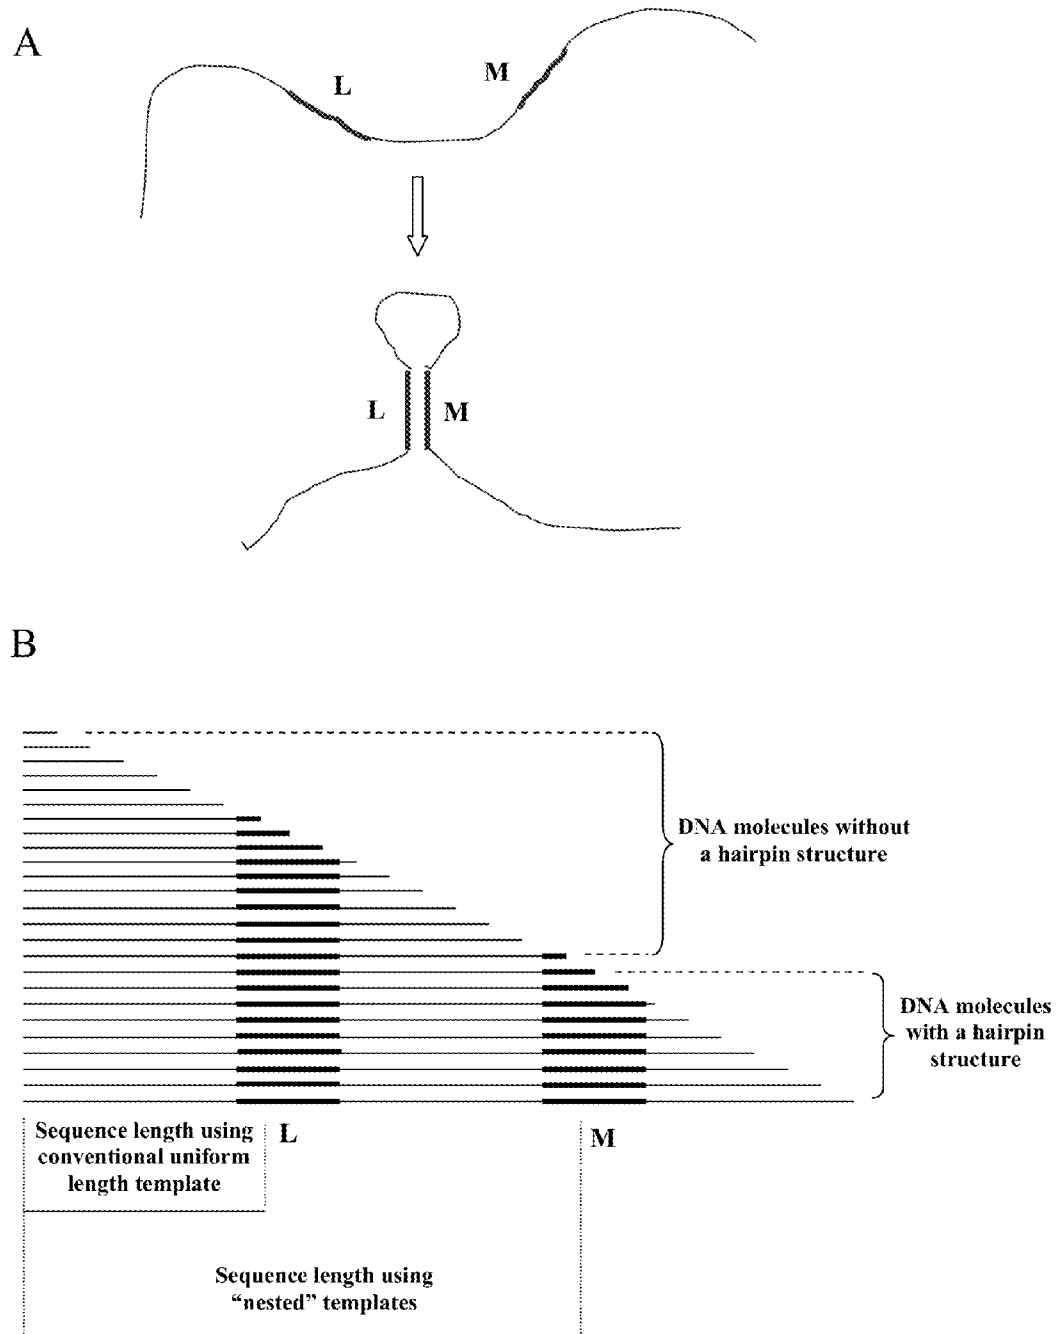 A
L
M
L
M
B
DNA molecules without
a hairpin structure
DNA molecules
with a hairpin
structure
Sequence length using
conventional uniform
length template
L
M
Sequence length using
“nested” templates